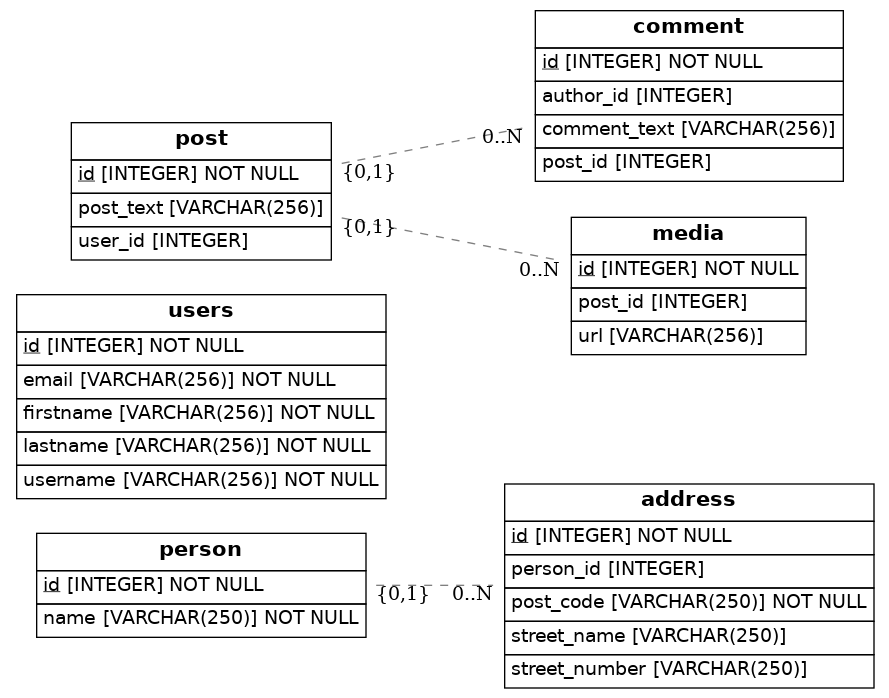 comment
id [INTEGER] NOT NULL
author_id [INTEGER]
comment_text [VARCHAR(256)]
post_id [INTEGER]
0..N
post
id [INTEGER] NOT NULL
post_text [VARCHAR(256)]
user_id [INTEGER]
{0,1}
{0,1}
media
id [INTEGER] NOT NULL
post_id [INTEGER]
url [VARCHAR(256)]
0..N
users
id [INTEGER] NOT NULL
email [VARCHAR(256)] NOT NULL
firstname [VARCHAR(256)] NOT NULL
lastname [VARCHAR(256)] NOT NULL
username [VARCHAR(256)] NOT NULL
person
id [INTEGER] NOT NULL
name [VARCHAR(250)] NOT NULL
{0,1} 0..N
address
id [INTEGER] NOT NULL
person_id [INTEGER]
post_code [VARCHAR(250)] NOT NULL
street_name [VARCHAR(250)]
street_number [VARCHAR(250)]